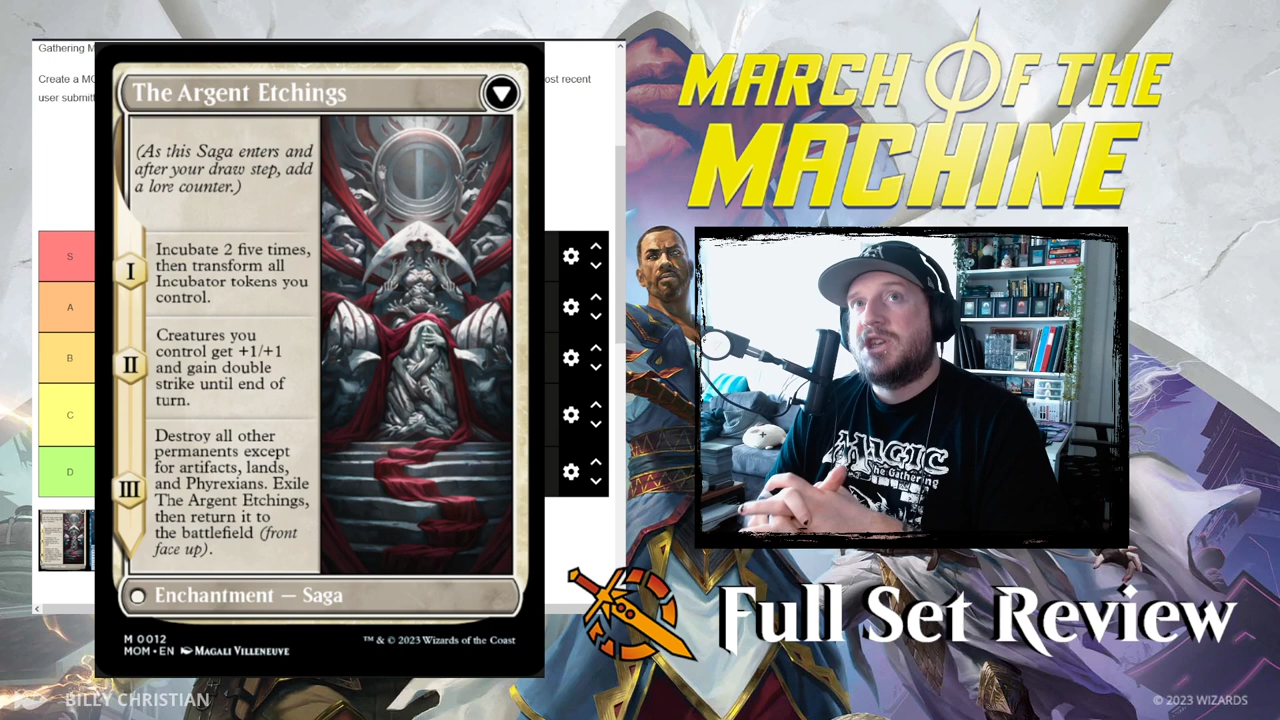 Gathering M
Create a MO
ost recent
user submitt
The Argent Etchings
(As this Saga enters and
after your draw step, add
a lore counter.)
I
Incubate 2 five times,
then transform all
Incubator tokens you
control.
II
Creatures you
control get +1/+1
and gain double
strike until end of
turn.
III
Destroy all other
permanents except
for artifacts, lands,
and Phyrexians. Exile
The Argent Etchings,
then return it to
the battlefield (front
face up).
Enchantment — Saga
M 0012
MOM • EN Magali Villeneuve
™ & © 2023 Wizards of the Coast
S
A
B
C
D
MARCH OF THE
MACHINE
MAGIC
The Gathering
Full Set Review
BILLY CHRISTIAN
© 2023 WIZARDS